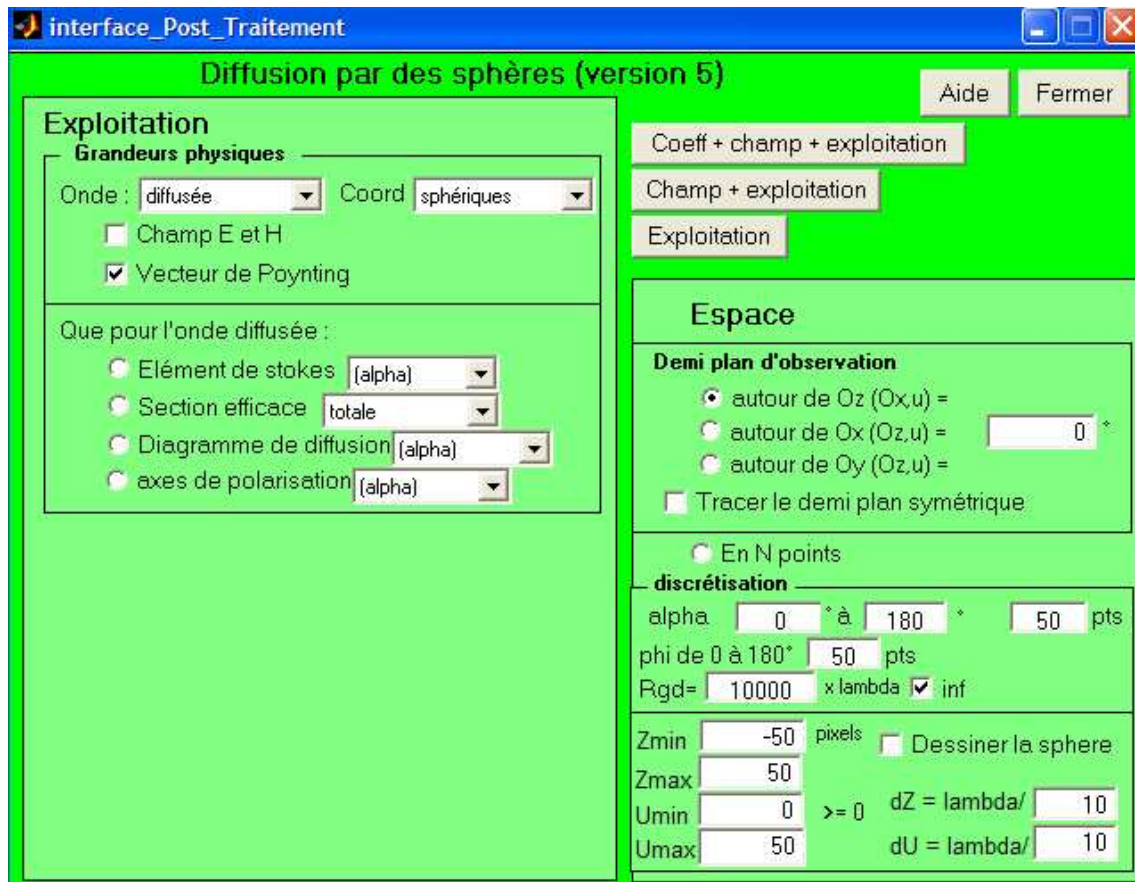 interface_Post_Traitement
Diffusion par des sphères (version 5)
Aide
Fermer
Exploitation
Grandeurs physiques
Onde : diffusée Coord sphériques
Champ E et H
Vecteur de Poynting
Que pour l'onde diffusée :
Elément de stokes (alpha)
Section efficace totale
Diagramme de diffusion (alpha)
axes de polarisation (alpha)
Coeff + champ + exploitation
Champ + exploitation
Exploitation
Espace
Demi plan d'observation
autour de Oz (Ox,u) =
autour de Ox (Oz,u) = 0 °
autour de Oy (Oz,u) =
Tracer le demi plan symétrique
En N points
discrétisation
alpha 0 ° à 180 ° 50 pts
phi de 0 à 180° 50 pts
Rgd= 10000 x lambda inf
Zmin -50 pixels Dessiner la sphere
Zmax 50
Umin 0 >= 0 dZ = lambda/ 10
Umax 50 dU = lambda/ 10